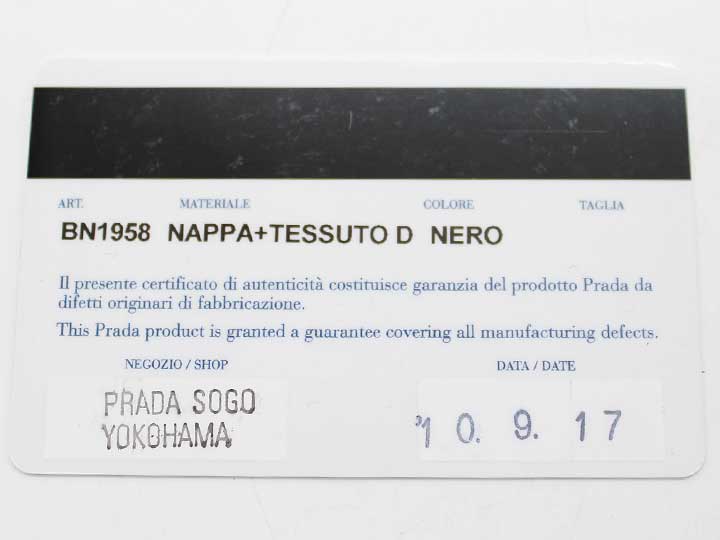 ART. MATERIALE COLORE TAGLIA
BN1958 NAPPA+TESSUTO D NERO
Il presente certificato di autenticità costituisce garanzia del prodotto Prada da
difetti originari di fabbricazione.
This Prada product is granted a guarantee covering all manufacturing defects.
NEGOZIO / SHOP DATA / DATE
PRADA SOGO
YOKOHAMA
'10. 9. 17